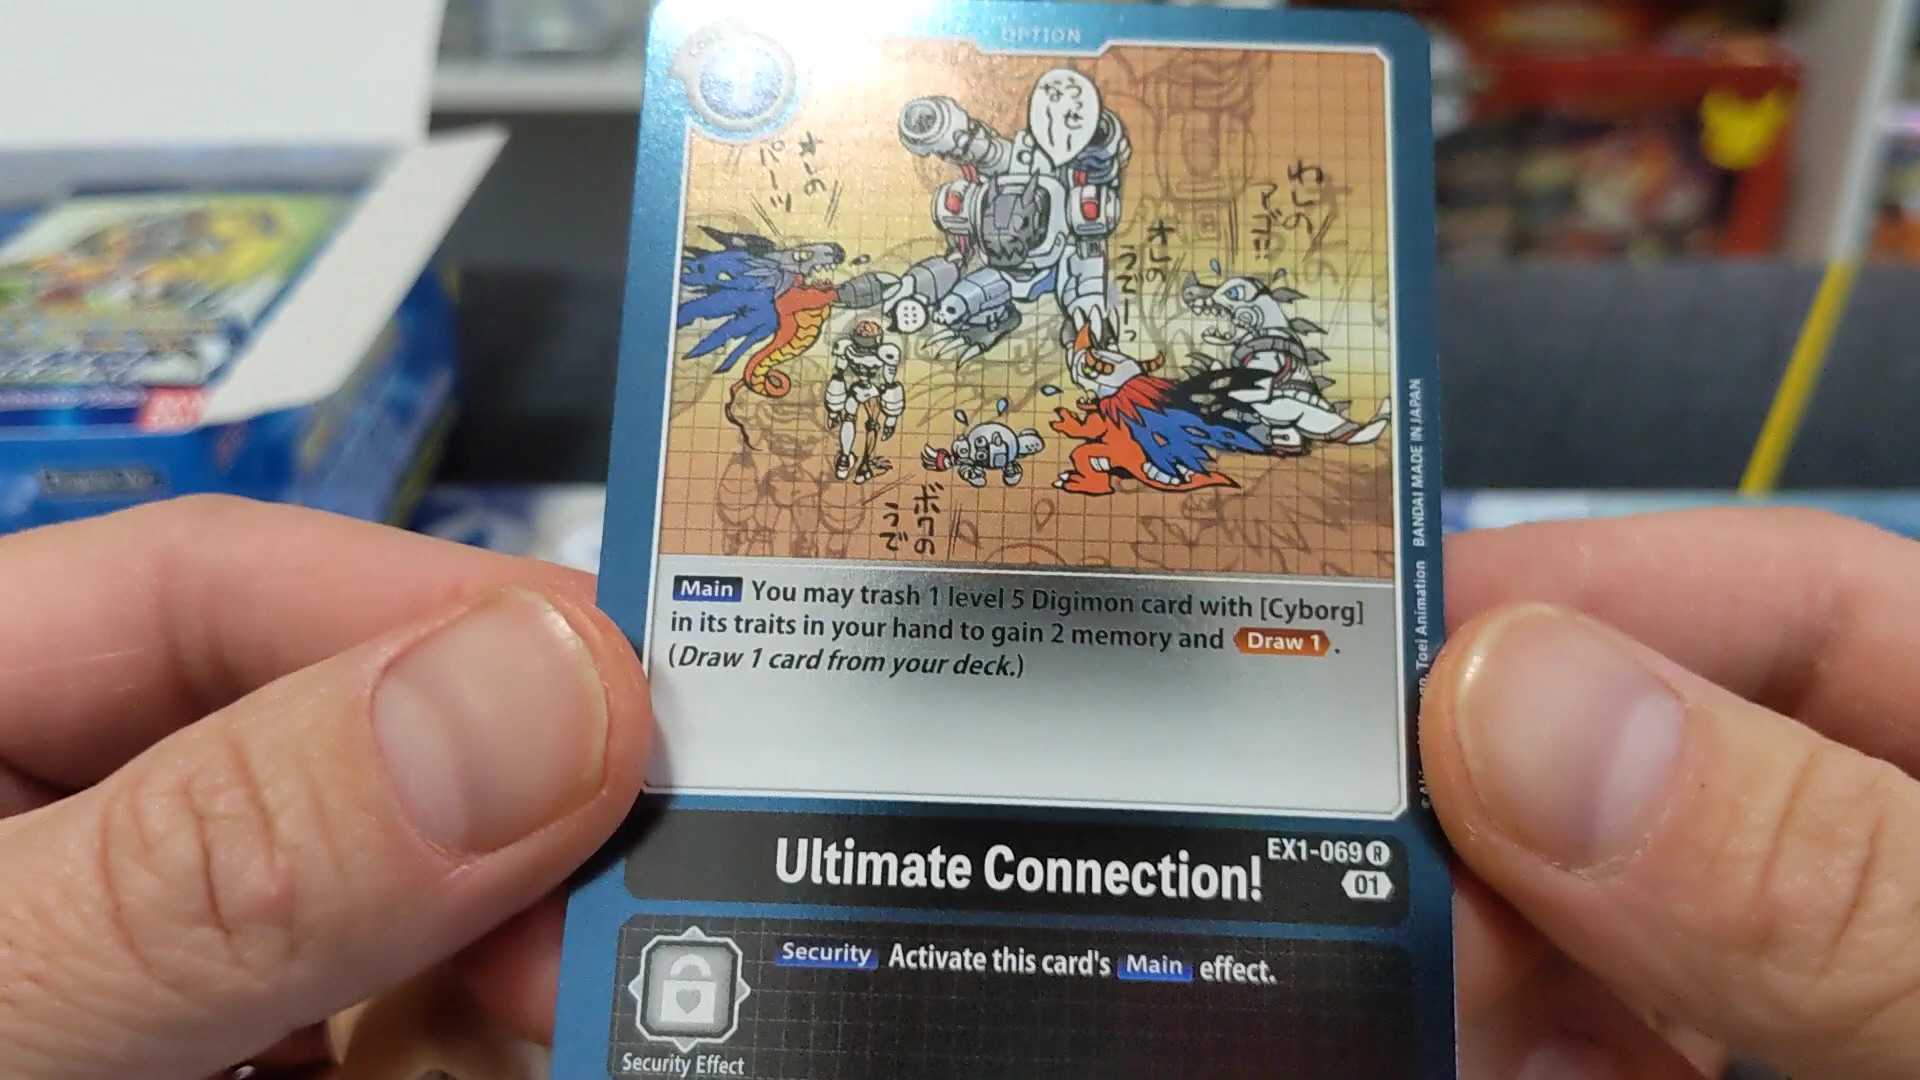 OPTION
うっせー
なー〜
オレの
パーツ
わしの
アゴ…
オレの
うでーっ
ボコの
うで
Main You may trash 1 level 5 Digimon card with [Cyborg]
in its traits in your hand to gain 2 memory and Draw 1.
(Draw 1 card from your deck.)
Toei Animation BANDAI MADE IN JAPAN
Ultimate Connection!
EX1-069 R
01
Security Activate this card's Main effect.
Security Effect